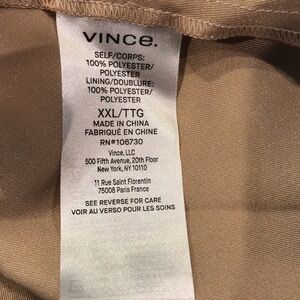 VINCE.
SELF/CORPS:
100% POLYESTER/
POLYESTER
LINING/DOUBLURE:
100% POLYESTER/
POLYESTER
XXL/TTG
MADE IN CHINA
FABRIQUÉ EN CHINE
RN#106730
Vince, LLC
500 Fifth Avenue, 20th Floor
New York, NY 10110
11 Rue Saint Florentin
75008 Paris France
SEE REVERSE FOR CARE
VOIR AU VERSO POUR LES SOINS